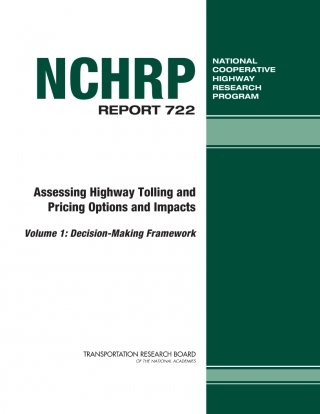 NCHRP
REPORT 722
NATIONAL
COOPERATIVE
HIGHWAY
RESEARCH
PROGRAM
Assessing Highway Tolling and
Pricing Options and Impacts
Volume 1: Decision-Making Framework
TRANSPORTATION RESEARCH BOARD
OF THE NATIONAL ACADEMIES